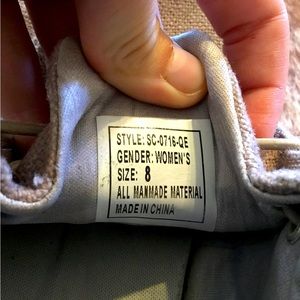 STYLE: SC-0716-QE
GENDER: WOMEN'S
SIZE: 8
ALL MANMADE MATERIAL
MADE IN CHINA